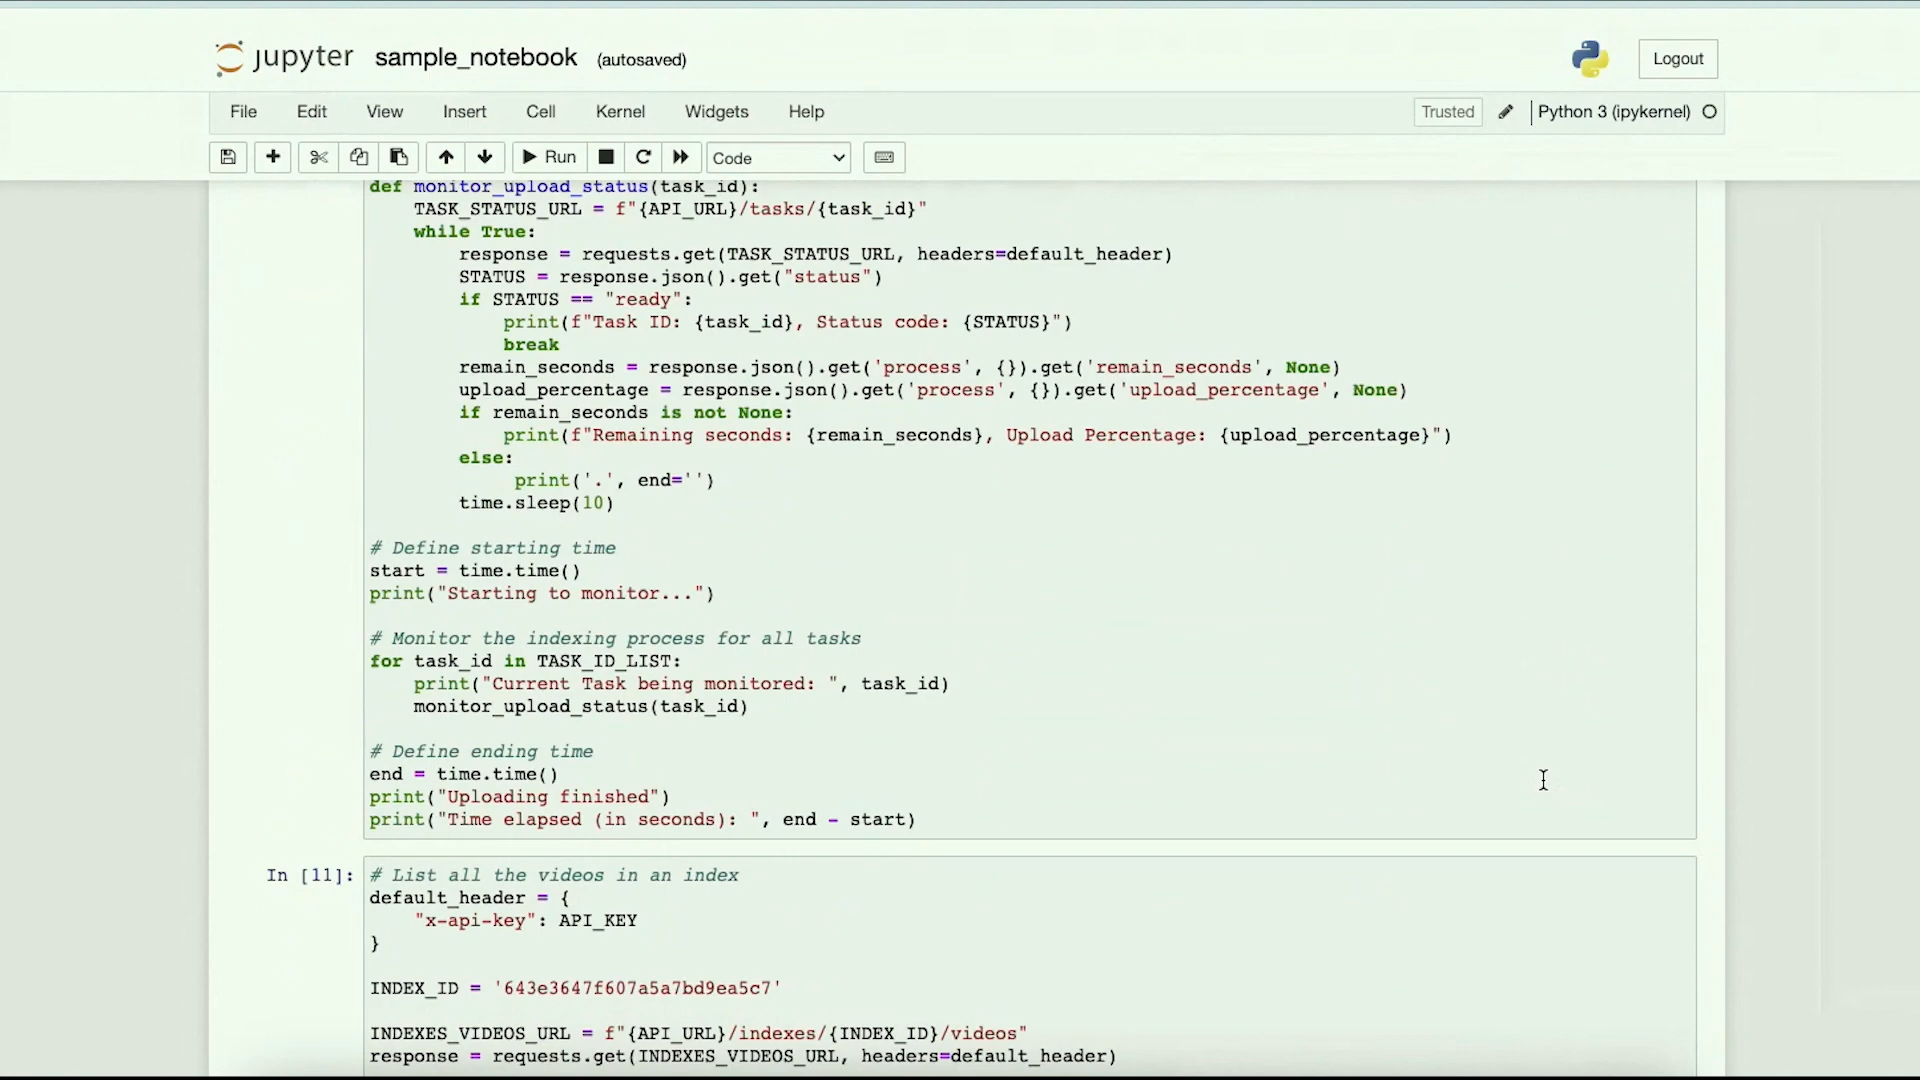 jupyter sample_notebook (autosaved)
Logout
File Edit View Insert Cell Kernel Widgets Help
Trusted Python 3 (ipykernel)
Run Code
def monitor_upload_status(task_id):
    TASK_STATUS_URL = f"{API_URL}/tasks/{task_id}"
    while True:
        response = requests.get(TASK_STATUS_URL, headers=default_header)
        STATUS = response.json().get("status")
        if STATUS == "ready":
            print(f"Task ID: {task_id}, Status code: {STATUS}")
            break
        remain_seconds = response.json().get('process', {}).get('remain_seconds', None)
        upload_percentage = response.json().get('process', {}).get('upload_percentage', None)
        if remain_seconds is not None:
            print(f"Remaining seconds: {remain_seconds}, Upload Percentage: {upload_percentage}")
        else:
             print('.', end='')
        time.sleep(10)
# Define starting time
start = time.time()
print("Starting to monitor...")
# Monitor the indexing process for all tasks
for task_id in TASK_ID_LIST:
    print("Current Task being monitored: ", task_id)
    monitor_upload_status(task_id)
# Define ending time
end = time.time()
print("Uploading finished")
print("Time elapsed (in seconds): ", end - start)
In [11]: # List all the videos in an index
default_header = {
    "x-api-key": API_KEY
}
INDEX_ID = '643e3647f607a5a7bd9ea5c7'
INDEXES_VIDEOS_URL = f"{API_URL}/indexes/{INDEX_ID}/videos"
response = requests.get(INDEXES_VIDEOS_URL, headers=default_header)